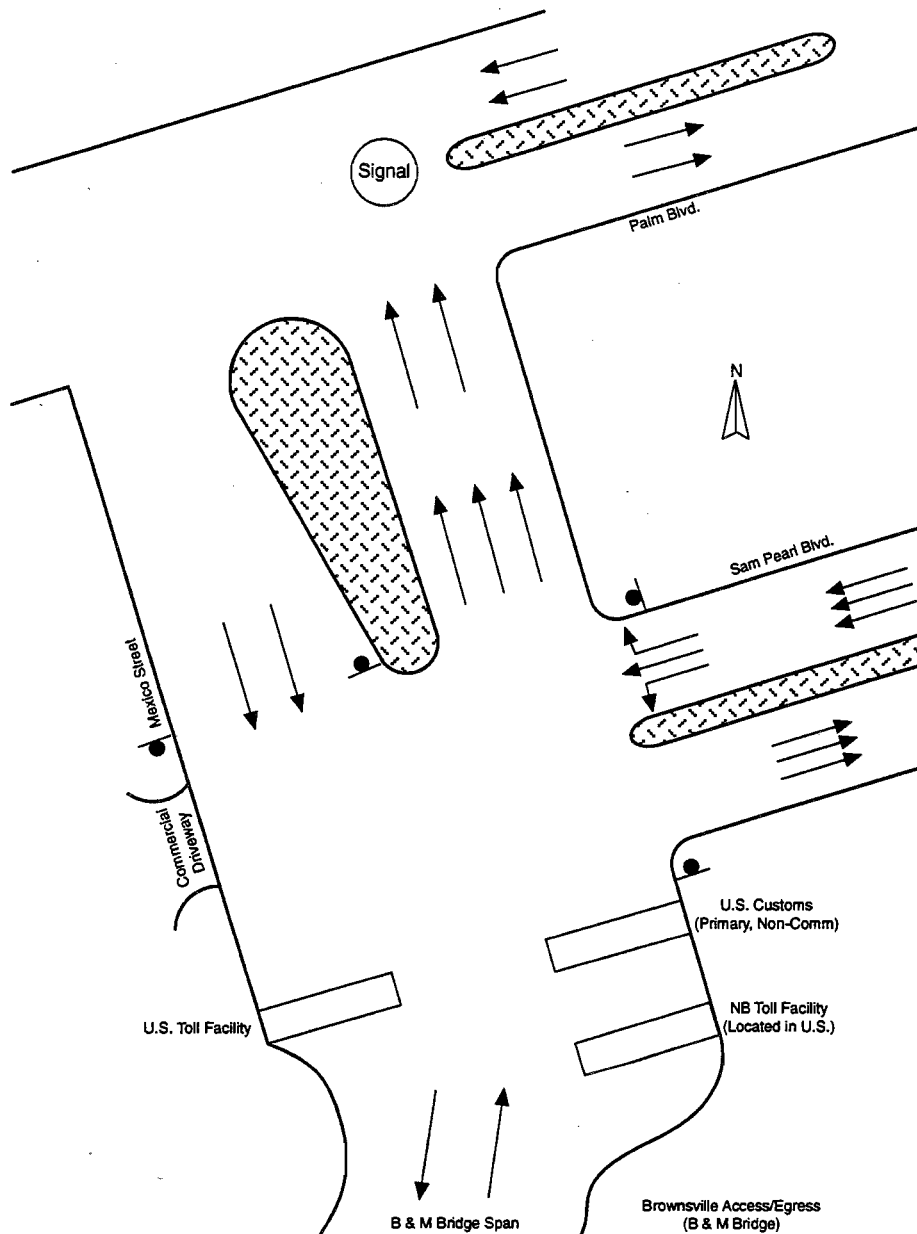 Signal
Palm Blvd.
N
Sam Pearl Blvd.
Mexico Street
Commercial
Driveway
U.S. Customs
(Primary, Non-Comm)
U.S. Toll Facility
NB Toll Facility
(Located in U.S.)
B & M Bridge Span
Brownsville Access/Egress
(B & M Bridge)